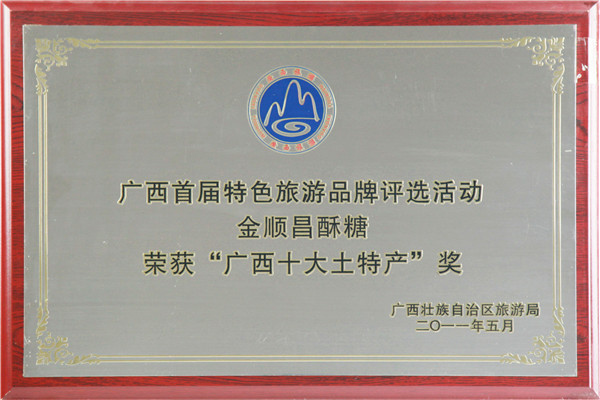 广西首届特色旅游品牌评选活动
金顺昌酥糖
荣获“广西十大土特产”奖
广西壮族自治区旅游局
二〇一一年五月